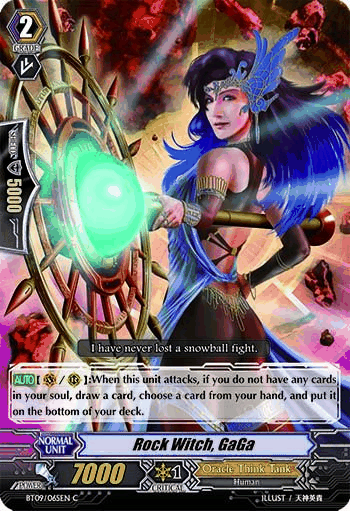 2
GRADE
5000
I have never lost a snowball fight.
AUTO [ / ]:When this unit attacks, if you do not have any cards
in your soul, draw a card, choose a card from your hand, and put it
on the bottom of your deck.
NORMAL
UNIT
Rock Witch, GaGa
POWER
7000
1
CRITICAL
Oracle Think Tank
Human
BT09/065EN C
ILLUST / 天神英貴